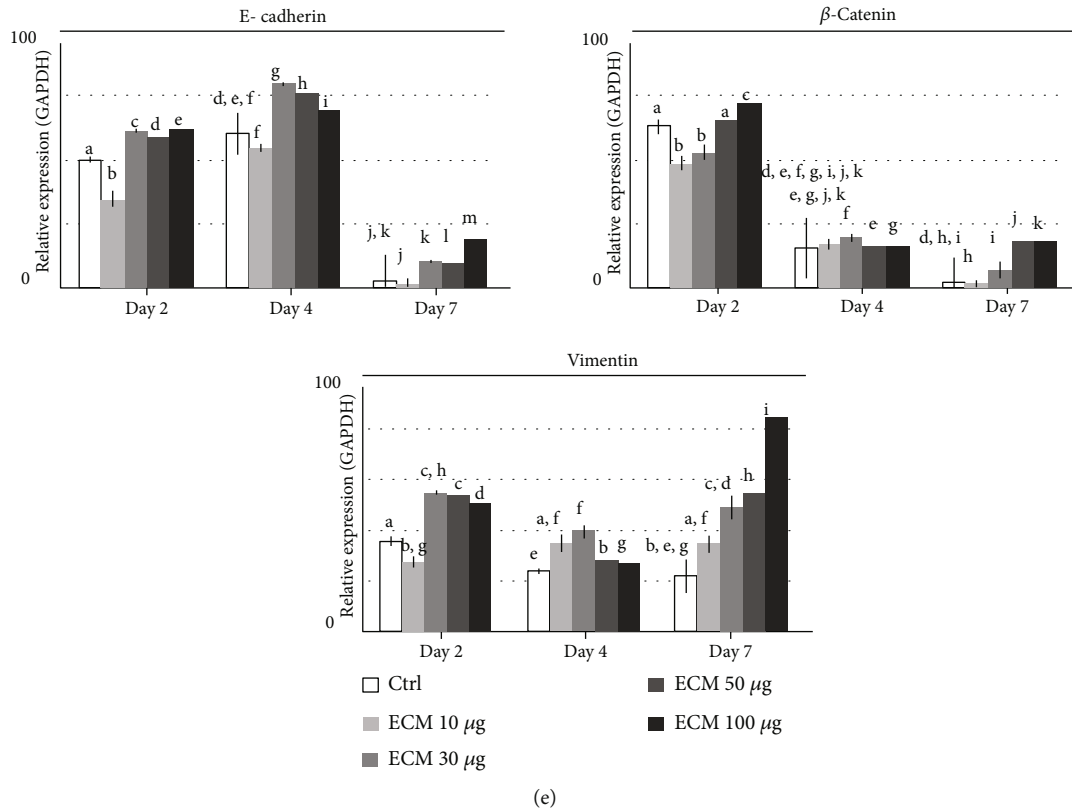 E- cadherin
100
Relative expression (GAPDH)
0
a
b
c
d
e
d, e, f
f
g
h
i
j, k
j
k
l
m
Day 2
Day 4
Day 7
β-Catenin
100
Relative expression (GAPDH)
0
a
b
b
a
c
d, e, f, g, i, j, k
e, g, j, k
f
e
g
d, h, i
h
i
j
k
Day 2
Day 4
Day 7
Vimentin
100
Relative expression (GAPDH)
0
a
b, g
c, h
c
d
e
a, f
f
b
g
b, e, g
a, f
c, d
h
i
Day 2
Day 4
Day 7
Ctrl
ECM 10 μg
ECM 30 μg
ECM 50 μg
ECM 100 μg
(e)